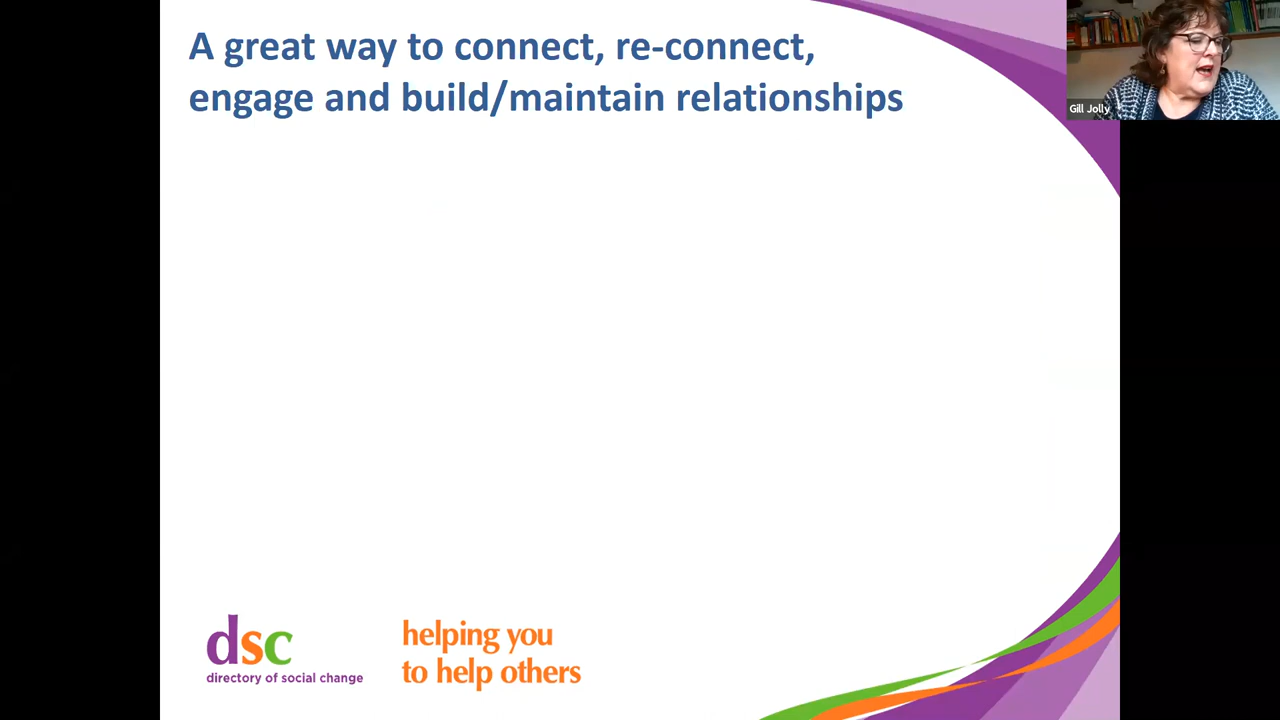 A great way to connect, re-connect,
engage and build/maintain relationships
Gill Jolly
dsc
directory of social change
helping you
to help others